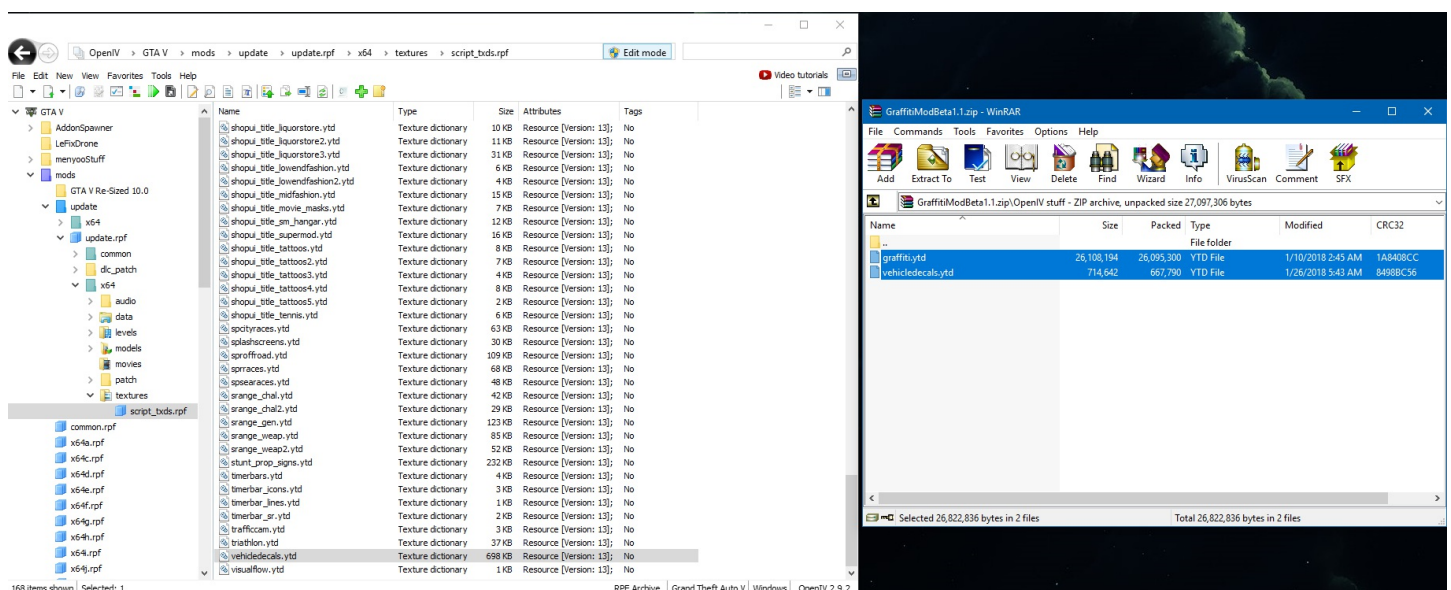 OpenIV › GTA V › mods › update › update.rpf › x64 › textures › script_txds.rpf
Edit mode
File Edit New View Favorites Tools Help
Video tutorials
GTA V
AddonSpawner
LeFixDrone
menyooStuff
mods
GTA V Re-Sized 10.0
update
x64
update.rpf
common
dlc_patch
x64
audio
data
levels
models
movies
patch
textures
script_txds.rpf
common.rpf
x64a.rpf
x64c.rpf
x64d.rpf
x64e.rpf
x64f.rpf
x64g.rpf
x64h.rpf
x64i.rpf
x64j.rpf
Name Type Size Attributes Tags
shopui_title_liquorstore.ytd Texture dictionary 10 KB Resource [Version: 13]; No
shopui_title_liquorstore2.ytd Texture dictionary 11 KB Resource [Version: 13]; No
shopui_title_liquorstore3.ytd Texture dictionary 31 KB Resource [Version: 13]; No
shopui_title_lowendfashion.ytd Texture dictionary 6 KB Resource [Version: 13]; No
shopui_title_lowendfashion2.ytd Texture dictionary 4 KB Resource [Version: 13]; No
shopui_title_midfashion.ytd Texture dictionary 15 KB Resource [Version: 13]; No
shopui_title_movie_masks.ytd Texture dictionary 7 KB Resource [Version: 13]; No
shopui_title_sm_hangar.ytd Texture dictionary 12 KB Resource [Version: 13]; No
shopui_title_supermod.ytd Texture dictionary 16 KB Resource [Version: 13]; No
shopui_title_tattoos.ytd Texture dictionary 8 KB Resource [Version: 13]; No
shopui_title_tattoos2.ytd Texture dictionary 7 KB Resource [Version: 13]; No
shopui_title_tattoos3.ytd Texture dictionary 4 KB Resource [Version: 13]; No
shopui_title_tattoos4.ytd Texture dictionary 8 KB Resource [Version: 13]; No
shopui_title_tattoos5.ytd Texture dictionary 2 KB Resource [Version: 13]; No
shopui_title_tennis.ytd Texture dictionary 6 KB Resource [Version: 13]; No
spcityraces.ytd Texture dictionary 63 KB Resource [Version: 13]; No
splashscreens.ytd Texture dictionary 30 KB Resource [Version: 13]; No
sproffroad.ytd Texture dictionary 109 KB Resource [Version: 13]; No
sprraces.ytd Texture dictionary 68 KB Resource [Version: 13]; No
spsearaces.ytd Texture dictionary 48 KB Resource [Version: 13]; No
srange_chal.ytd Texture dictionary 42 KB Resource [Version: 13]; No
srange_chal2.ytd Texture dictionary 29 KB Resource [Version: 13]; No
srange_gen.ytd Texture dictionary 123 KB Resource [Version: 13]; No
srange_weap.ytd Texture dictionary 85 KB Resource [Version: 13]; No
srange_weap2.ytd Texture dictionary 52 KB Resource [Version: 13]; No
stunt_prop_signs.ytd Texture dictionary 232 KB Resource [Version: 13]; No
timerbars.ytd Texture dictionary 4 KB Resource [Version: 13]; No
timerbar_icons.ytd Texture dictionary 3 KB Resource [Version: 13]; No
timerbar_lines.ytd Texture dictionary 1 KB Resource [Version: 13]; No
timerbar_sr.ytd Texture dictionary 2 KB Resource [Version: 13]; No
trafficcam.ytd Texture dictionary 3 KB Resource [Version: 13]; No
triathlon.ytd Texture dictionary 37 KB Resource [Version: 13]; No
vehicledecals.ytd Texture dictionary 698 KB Resource [Version: 13]; No
visualflow.ytd Texture dictionary 1 KB Resource [Version: 13]; No
168 items shown Selected: 1
RPF Archive Grand Theft Auto V Windows OpenIV 2.9.2
GraffitiModBeta1.1.zip - WinRAR
File Commands Tools Favorites Options Help
Add Extract To Test View Delete Find Wizard Info VirusScan Comment SFX
GraffitiModBeta1.1.zip\OpenIV stuff - ZIP archive, unpacked size 27,097,306 bytes
Name Size Packed Type Modified CRC32
.. File folder
graffiti.ytd 26,108,194 26,095,300 YTD File 1/10/2018 2:45 AM 1A8408CC
vehicledecals.ytd 714,642 667,790 YTD File 1/26/2018 5:43 AM 8498BC56
Selected 26,822,836 bytes in 2 files
Total 26,822,836 bytes in 2 files